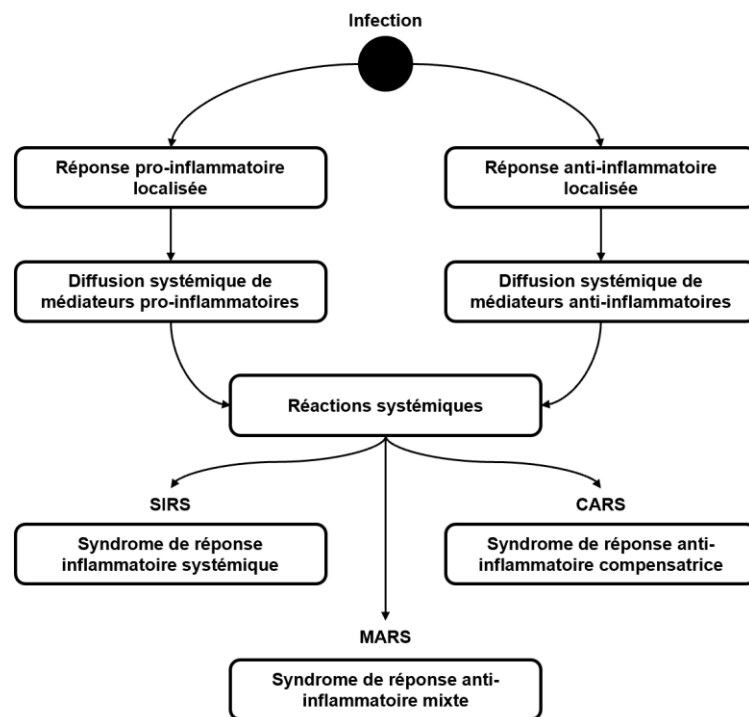 Infection
Réponse pro-inflammatoire
localisée
Réponse anti-inflammatoire
localisée
Diffusion systémique de
médiateurs pro-inflammatoires
Diffusion systémique de
médiateurs anti-inflammatoires
Réactions systémiques
SIRS
Syndrome de réponse
inflammatoire systémique
CARS
Syndrome de réponse anti-
inflammatoire compensatrice
MARS
Syndrome de réponse anti-
inflammatoire mixte